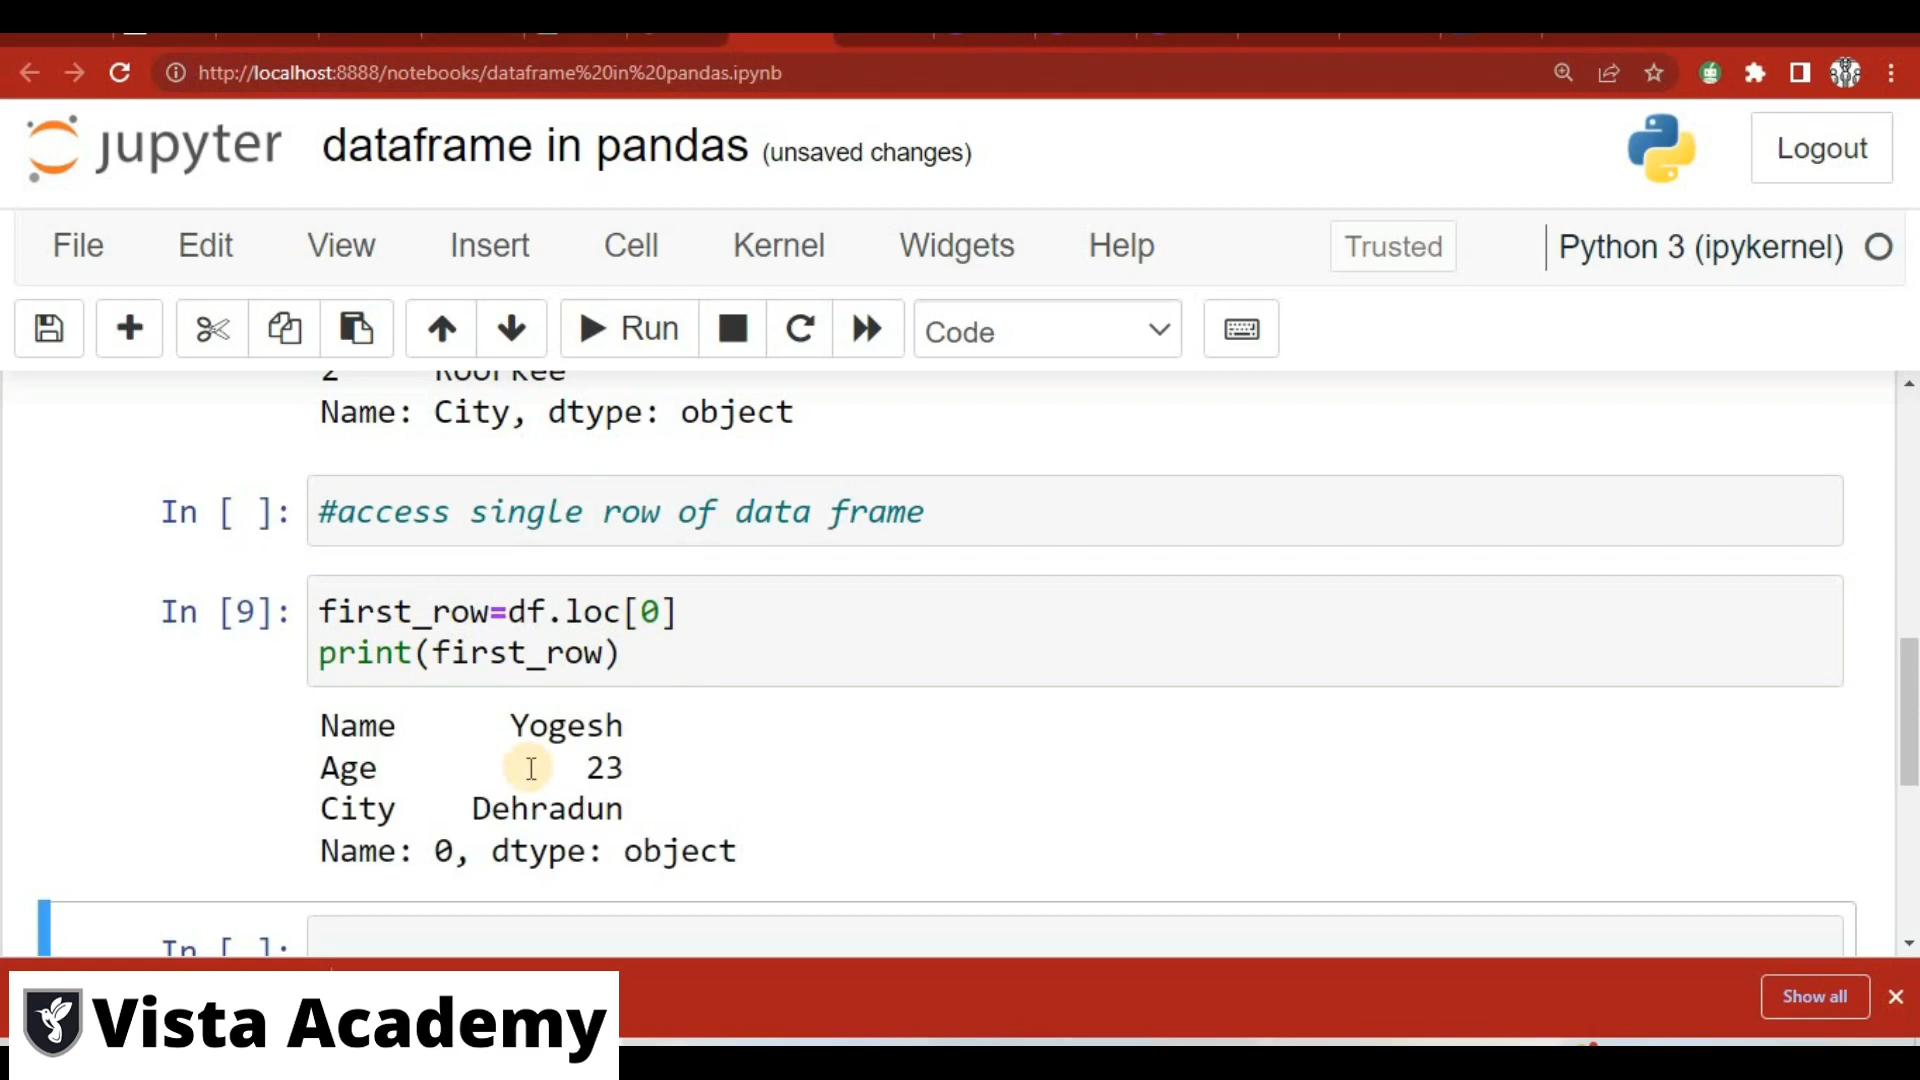 http://localhost:8888/notebooks/dataframe%20in%20pandas.ipynb
jupyter dataframe in pandas (unsaved changes)
Logout
File Edit View Insert Cell Kernel Widgets Help Trusted Python 3 (ipykernel)
Run Code
2 Roorkee
Name: City, dtype: object
In [ ]: #access single row of data frame
In [9]: first_row=df.loc[0]
print(first_row)
Name Yogesh
Age 23
City Dehradun
Name: 0, dtype: object
In [ ]:
Show all
Vista Academy